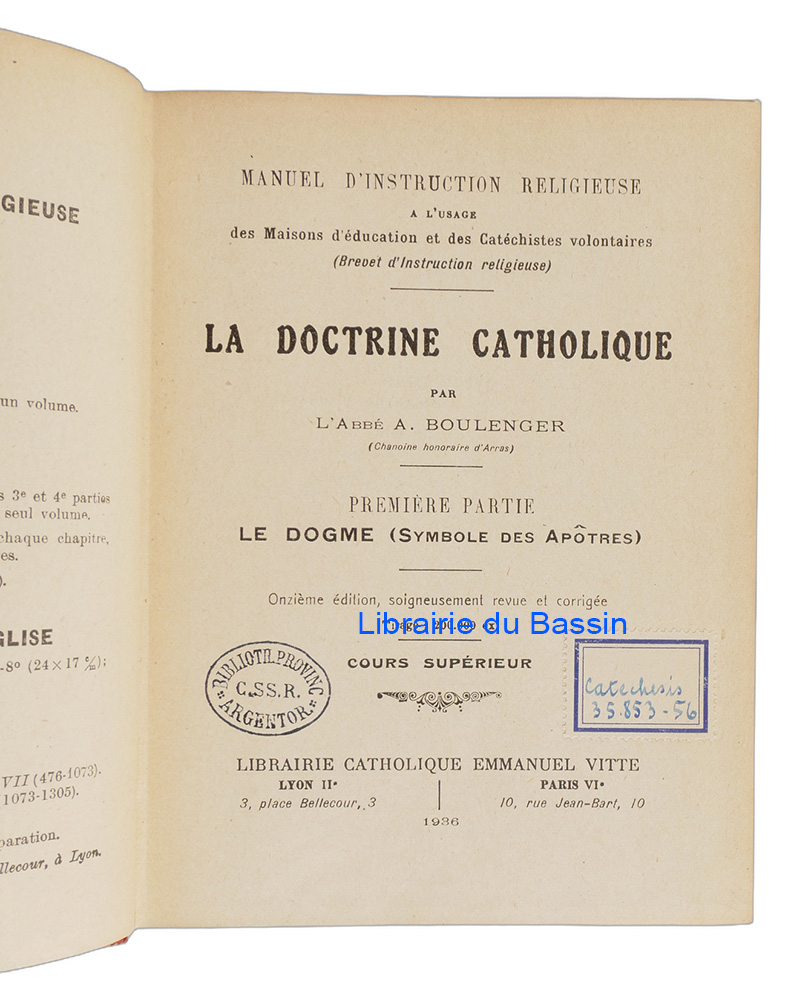 GIEUSE
un volume.
s 3e et 4e parties
seul volume.
chaque chapitre,
es.
).
GLISE
-8º (24 × 17 c/m);
VII (476-1073).
1073-1305).
paration.
llecour, à Lyon.
MANUEL D'INSTRUCTION RELIGIEUSE
A L'USAGE
des Maisons d'éducation et des Catéchistes volontaires
(Brevet d'Instruction religieuse)
LA DOCTRINE CATHOLIQUE
PAR
L'ABBÉ A. BOULENGER
(Chanoine honoraire d'Arras)
PREMIÈRE PARTIE
LE DOGME (SYMBOLE DES APÔTRES)
Onzième édition, soigneusement revue et corrigée
Librairie du Bassin
COURS SUPÉRIEUR
BIBLIOTH. PROVINC
C.SS.R.
ARGENTOR.
Catechesis
35.853-56
LIBRAIRIE CATHOLIQUE EMMANUEL VITTE
LYON IIe
3, place Bellecour, 3
PARIS VIe
10, rue Jean-Bart, 10
1936